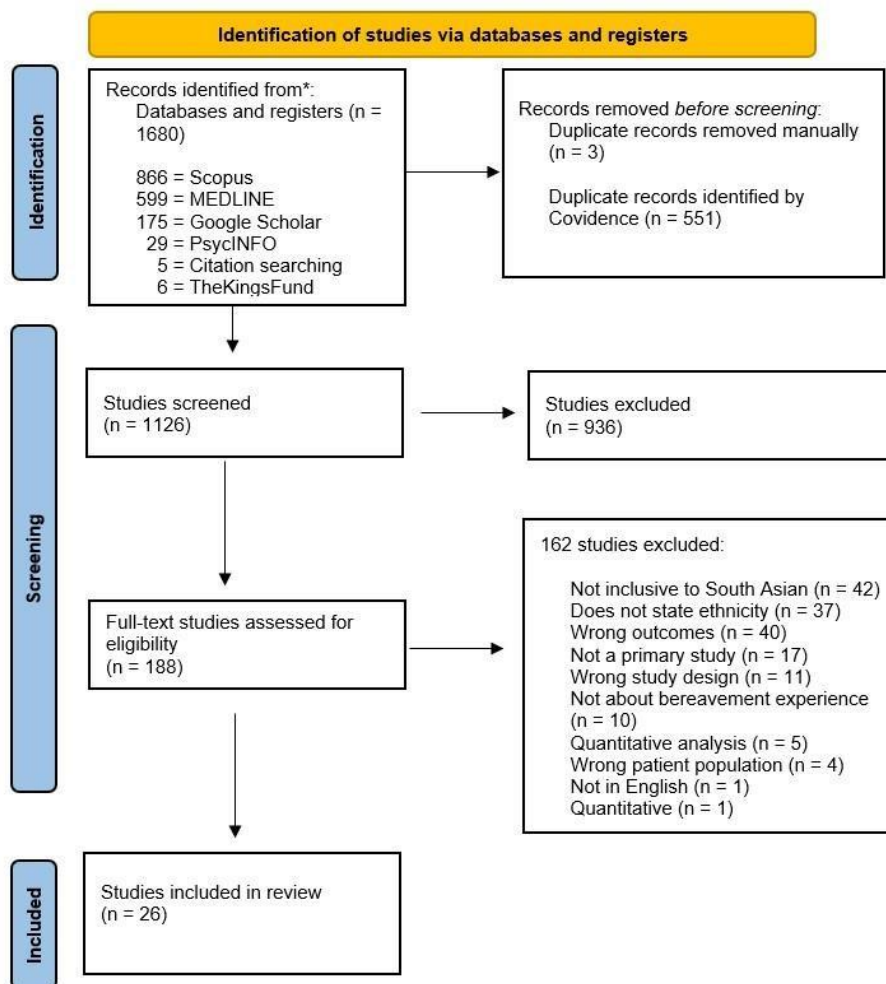 Identification of studies via databases and registers
Identification
Records identified from*:
Databases and registers (n =
1680)
866 = Scopus
599 = MEDLINE
175 = Google Scholar
29 = PsycINFO
5 = Citation searching
6 = TheKingsFund
Records removed before screening:
Duplicate records removed manually
(n = 3)
Duplicate records identified by
Covidence (n = 551)
Screening
Studies screened
(n = 1126)
Studies excluded
(n = 936)
Full-text studies assessed for
eligibility
(n = 188)
162 studies excluded:
Not inclusive to South Asian (n = 42)
Does not state ethnicity (n = 37)
Wrong outcomes (n = 40)
Not a primary study (n = 17)
Wrong study design (n = 11)
Not about bereavement experience
(n = 10)
Quantitative analysis (n = 5)
Wrong patient population (n = 4)
Not in English (n = 1)
Quantitative (n = 1)
Included
Studies included in review
(n = 26)